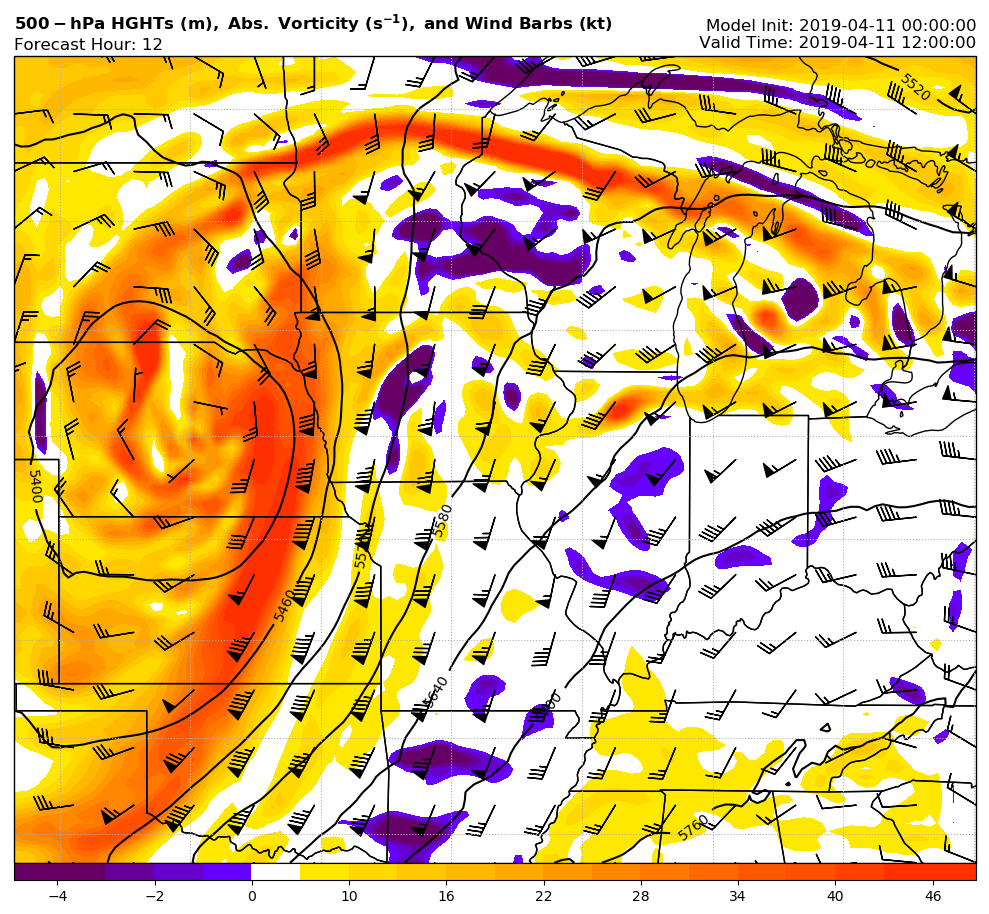 500-hPa HGHTs (m), Abs. Vorticity (s⁻¹), and Wind Barbs (kt)
Model Init: 2019-04-11 00:00:00
Forecast Hour: 12
Valid Time: 2019-04-11 12:00:00
5520
5400
5580
5460
5640
5760
−4 −2 0 10 16 22 28 34 40 46